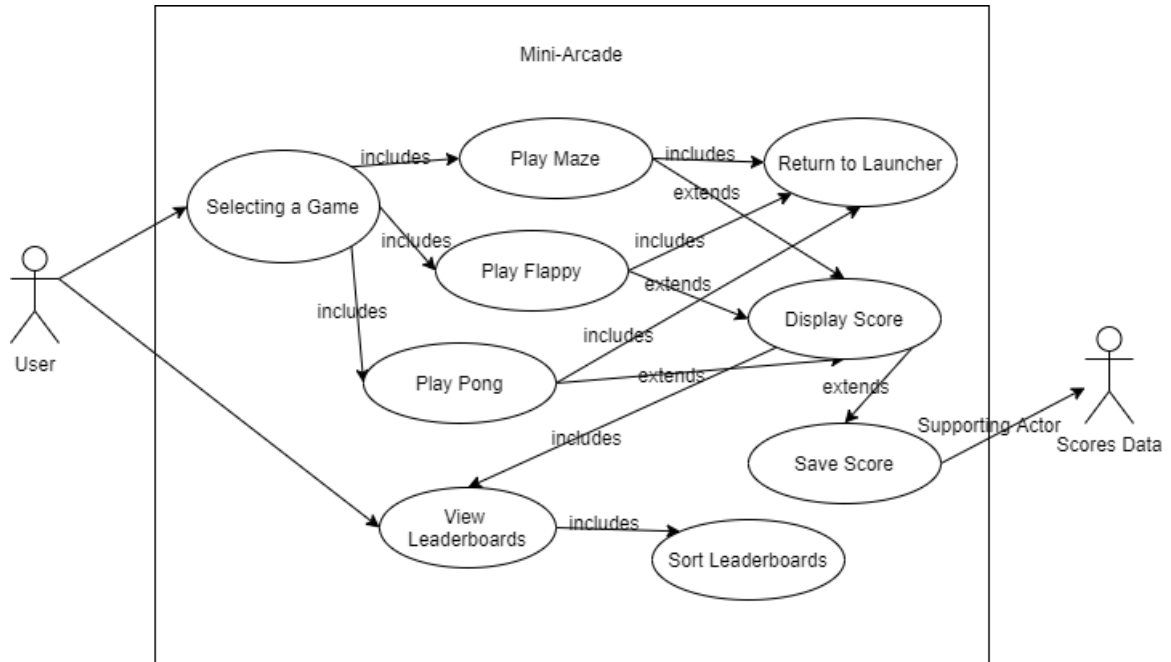 Mini-Arcade
includes
Play Maze
includes
Return to Launcher
Selecting a Game
extends
includes
Play Flappy
includes
extends
includes
Display Score
includes
User
Play Pong
extends
extends
Supporting Actor
Scores Data
includes
Save Score
View
Leaderboards
includes
Sort Leaderboards